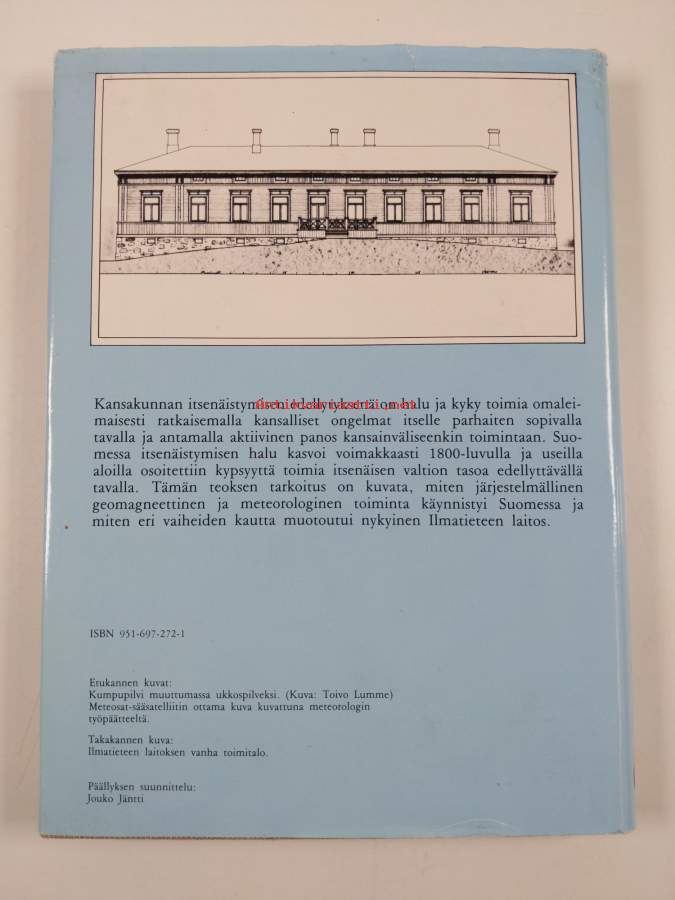 Kansakunnan itsenäistymisen edellytyksenä on halu ja kyky toimia omalei-
maisesti ratkaisemalla kansalliset ongelmat itselle parhaiten sopivalla
tavalla ja antamalla aktiivinen panos kansainväliseenkin toimintaan. Suo-
messa itsenäistymisen halu kasvoi voimakkaasti 1800-luvulla ja useilla
aloilla osoitettiin kypsyyttä toimia itsenäisen valtion tasoa edellyttävällä
tavalla. Tämän teoksen tarkoitus on kuvata, miten järjestelmällinen
geomagneettinen ja meteorologinen toiminta käynnistyi Suomessa ja
miten eri vaiheiden kautta muotoutui nykyinen Ilmatieteen laitos.
ISBN 951-697-272-1
Etukannen kuvat:
Kumpupilvi muuttumassa ukkospilveksi. (Kuva: Toivo Lumme)
Meteosat-sääsatelliitin ottama kuva kuvattuna meteorologin
työpäätteeltä.
Takakannen kuva:
Ilmatieteen laitoksen vanha toimitalo.
Päällyksen suunnittelu:
Jouko Jäntti